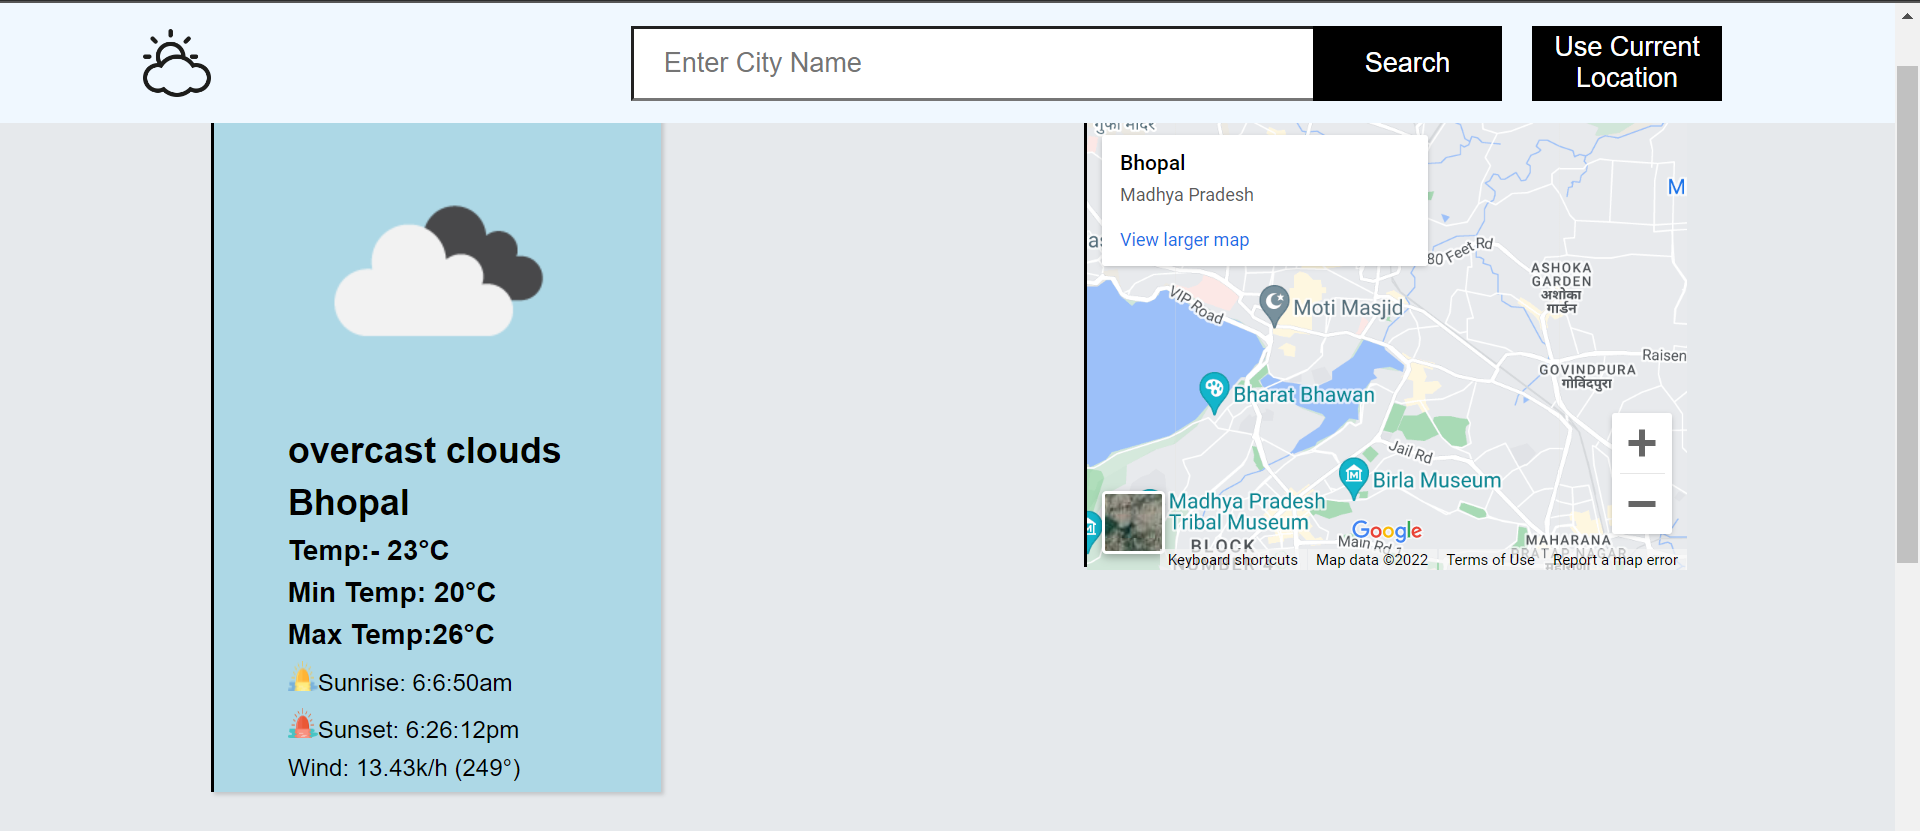 Enter City Name
Search
Use Current
Location
overcast clouds
Bhopal
Temp:- 23°C
Min Temp: 20°C
Max Temp:26°C
Sunrise: 6:6:50am
Sunset: 6:26:12pm
Wind: 13.43k/h (249°)
गुफा मंदिर
Bhopal
Madhya Pradesh
View larger map
M
80 Feet Rd
ASHOKA
GARDEN
अशोका
गार्डन
VIP Road
Moti Masjid
Raisen
GOVINDPURA
गोविंदपुरा
Bharat Bhawan
Jail Rd
Birla Museum
Madhya Pradesh
Tribal Museum
Google
BLOCK
Main Rd
MAHARANA
PRATAP NAGAR
Keyboard shortcuts
Map data ©2022
Terms of Use
Report a map error